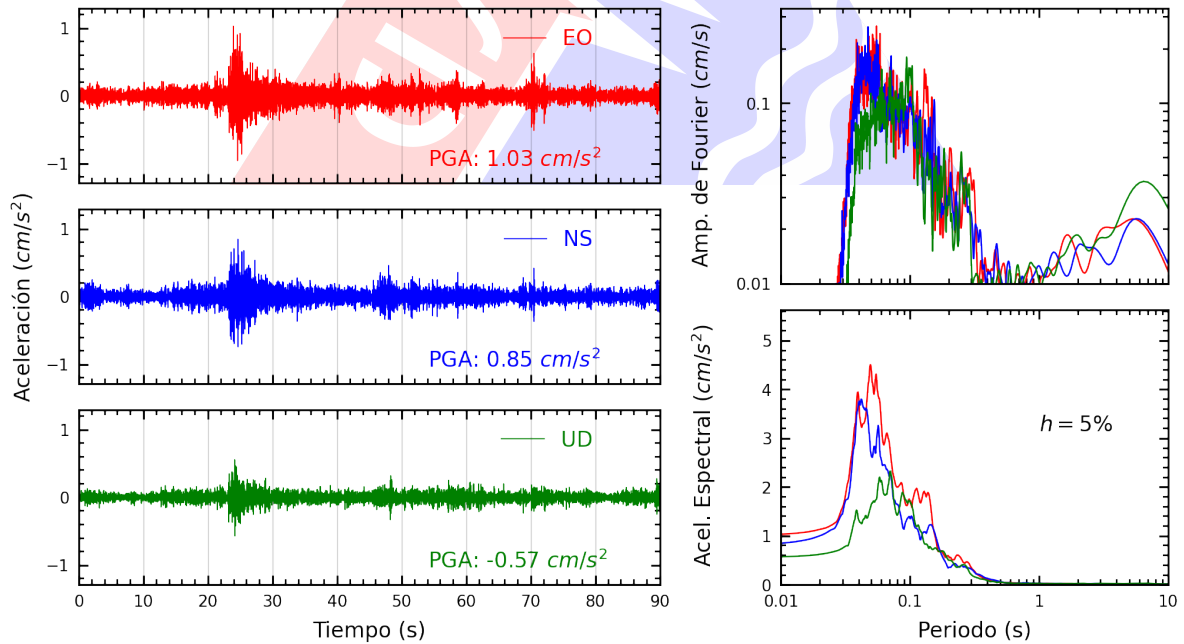 Aceleración (cm/s²)
1
0
−1
EO
PGA: 1.03 cm/s²
1
0
−1
NS
PGA: 0.85 cm/s²
1
0
−1
UD
PGA: -0.57 cm/s²
0 10 20 30 40 50 60 70 80 90
Tiempo (s)
Amp. de Fourier (cm/s)
0.1
0.01
Acel. Espectral (cm/s²)
5
4
3
2
1
0
h = 5%
0.01 0.1 1 10
Periodo (s)